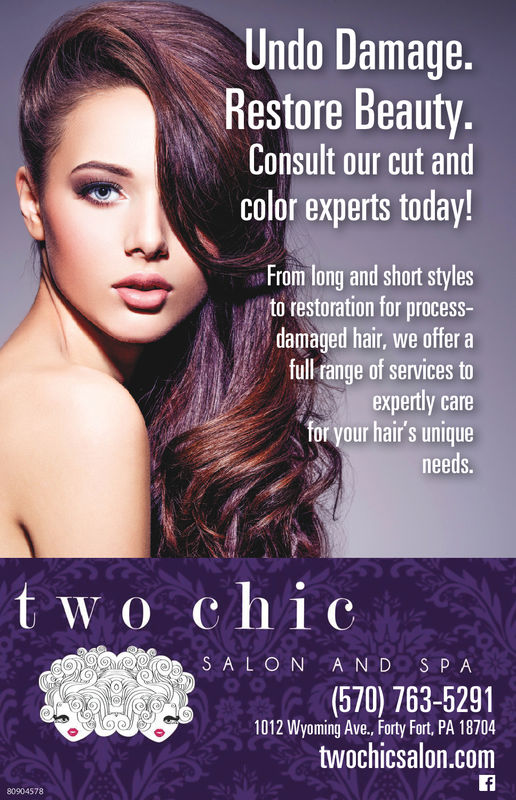 Undo Damage.
Restore Beauty.
Consult our cut and
color experts today!
From long and short styles
to restoration for process-
damaged hair, we offer a
full range of services to
expertly care
for your hair's unique
needs.
two chic
SALON AND SPA
(570) 763-5291
1012 Wyoming Ave., Forty Fort, PA 18704
twochicsalon.com
f
80904578